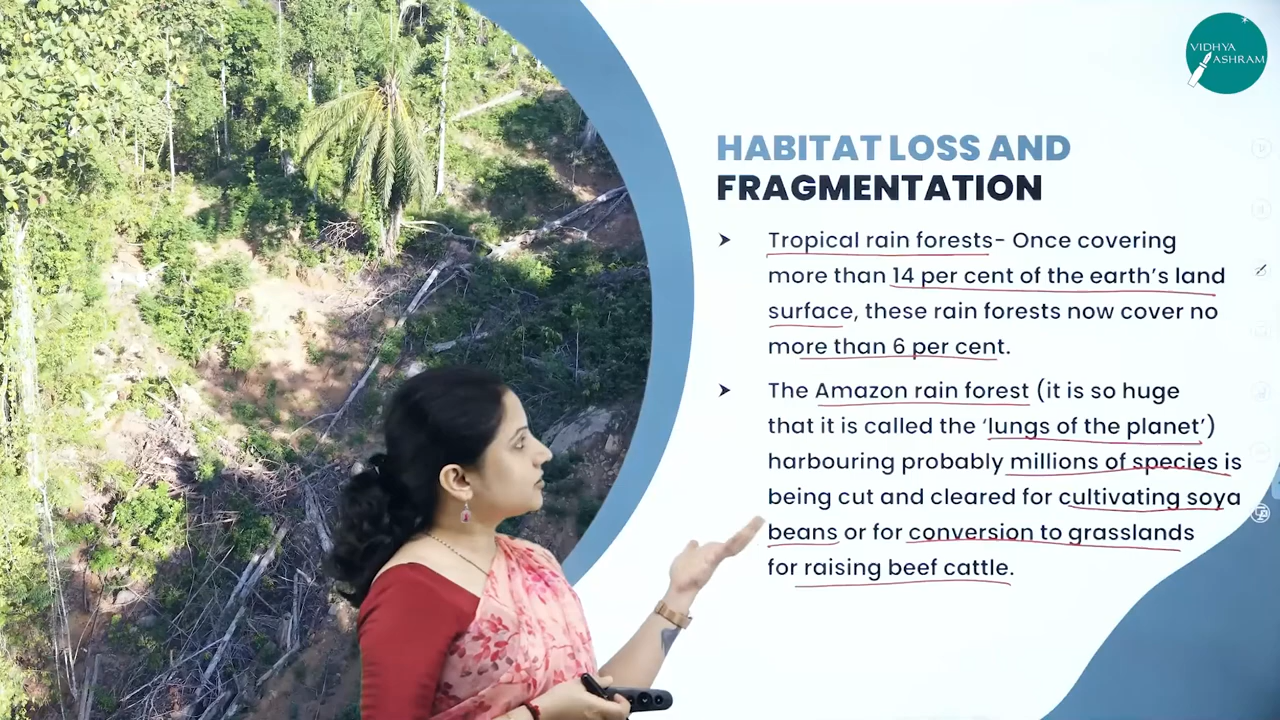 VIDHYA
ASHRAM
HABITAT LOSS AND
FRAGMENTATION
➤ Tropical rain forests- Once covering
more than 14 per cent of the earth's land
surface, these rain forests now cover no
more than 6 per cent.
➤ The Amazon rain forest (it is so huge
that it is called the 'lungs of the planet')
harbouring probably millions of species is
being cut and cleared for cultivating soya
beans or for conversion to grasslands
for raising beef cattle.